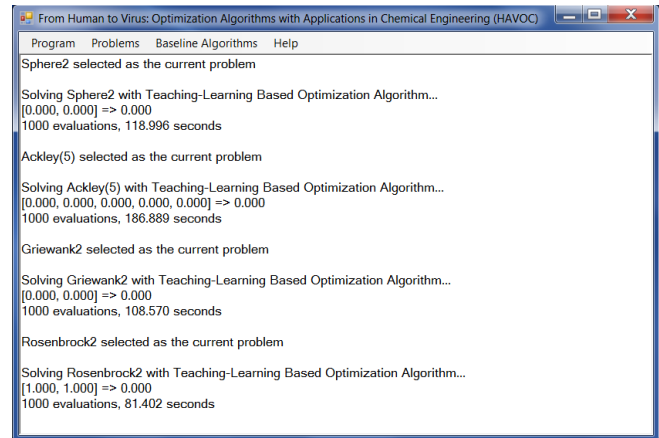 From Human to Virus: Optimization Algorithms with Applications in Chemical Engineering (HAVOC)
Program Problems Baseline Algorithms Help
Sphere2 selected as the current problem
Solving Sphere2 with Teaching-Learning Based Optimization Algorithm...
[0.000, 0.000] => 0.000
1000 evaluations, 118.996 seconds
Ackley(5) selected as the current problem
Solving Ackley(5) with Teaching-Learning Based Optimization Algorithm...
[0.000, 0.000, 0.000, 0.000, 0.000] => 0.000
1000 evaluations, 186.889 seconds
Griewank2 selected as the current problem
Solving Griewank2 with Teaching-Learning Based Optimization Algorithm...
[0.000, 0.000] => 0.000
1000 evaluations, 108.570 seconds
Rosenbrock2 selected as the current problem
Solving Rosenbrock2 with Teaching-Learning Based Optimization Algorithm...
[1.000, 1.000] => 0.000
1000 evaluations, 81.402 seconds